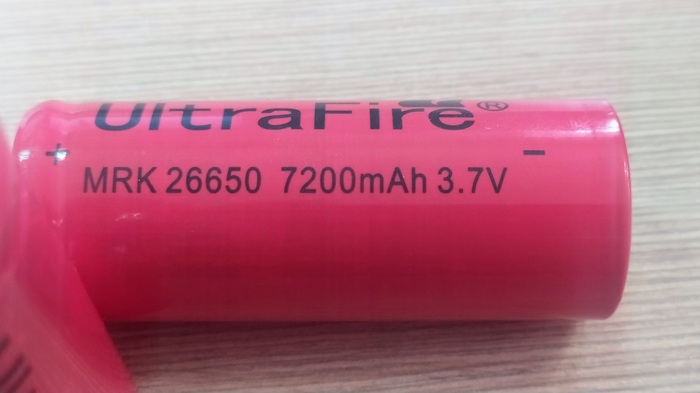 UltraFire®
+ -
MRK 26650 7200mAh 3.7V